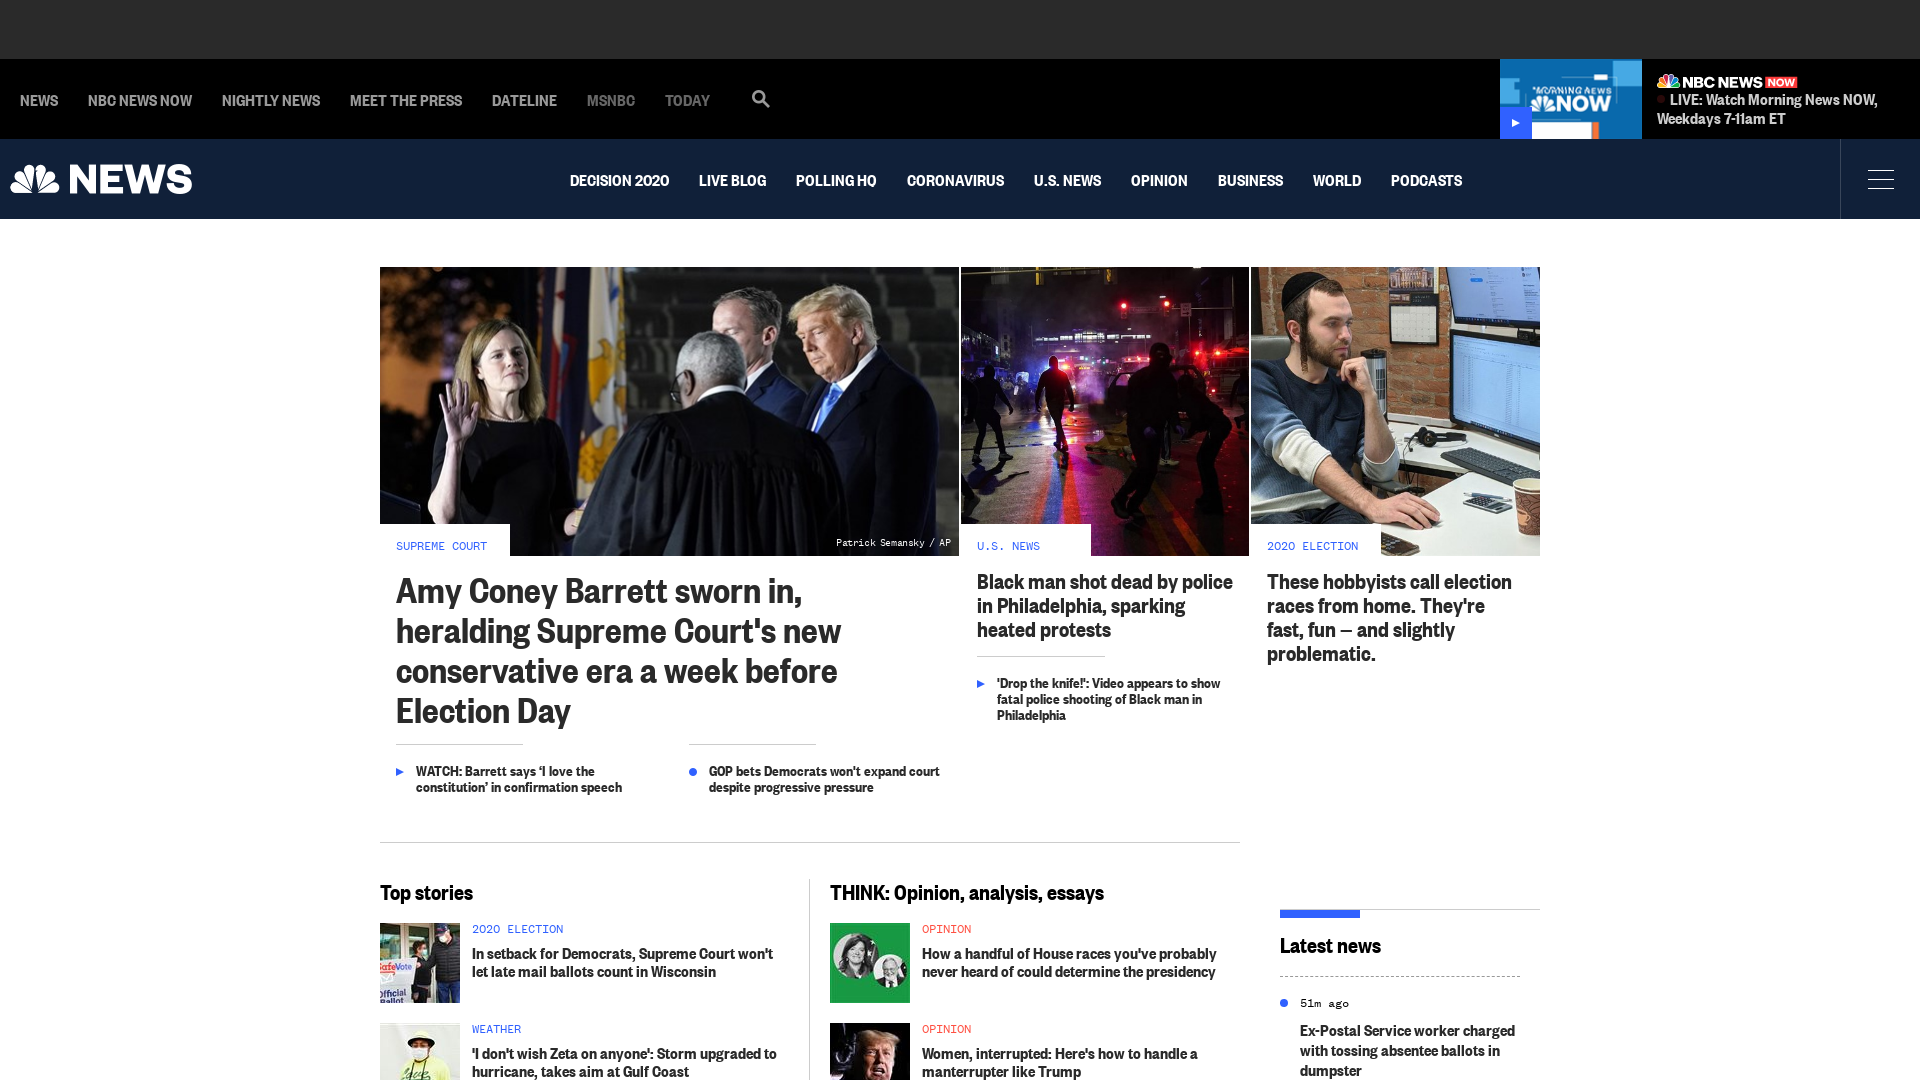 NEWS
NBC NEWS NOW
NIGHTLY NEWS
MEET THE PRESS
DATELINE
MSNBC
TODAY
MORNING NEWS
NOW
NBC NEWS NOW
LIVE: Watch Morning News NOW,
Weekdays 7-11am ET
NEWS
DECISION 2020
LIVE BLOG
POLLING HQ
CORONAVIRUS
U.S. NEWS
OPINION
BUSINESS
WORLD
PODCASTS
Patrick Semansky / AP
SUPREME COURT
Amy Coney Barrett sworn in,
heralding Supreme Court's new
conservative era a week before
Election Day
WATCH: Barrett says ‘I love the
constitution’ in confirmation speech
GOP bets Democrats won't expand court
despite progressive pressure
U.S. NEWS
Black man shot dead by police
in Philadelphia, sparking
heated protests
'Drop the knife!': Video appears to show
fatal police shooting of Black man in
Philadelphia
2020 ELECTION
These hobbyists call election
races from home. They're
fast, fun — and slightly
problematic.
Top stories
SafeVote
Official
Ballot
2020 ELECTION
In setback for Democrats, Supreme Court won't
let late mail ballots count in Wisconsin
WEATHER
'I don't wish Zeta on anyone': Storm upgraded to
hurricane, takes aim at Gulf Coast
THINK: Opinion, analysis, essays
OPINION
How a handful of House races you've probably
never heard of could determine the presidency
OPINION
Women, interrupted: Here's how to handle a
manterrupter like Trump
Latest news
51m ago
Ex-Postal Service worker charged
with tossing absentee ballots in
dumpster